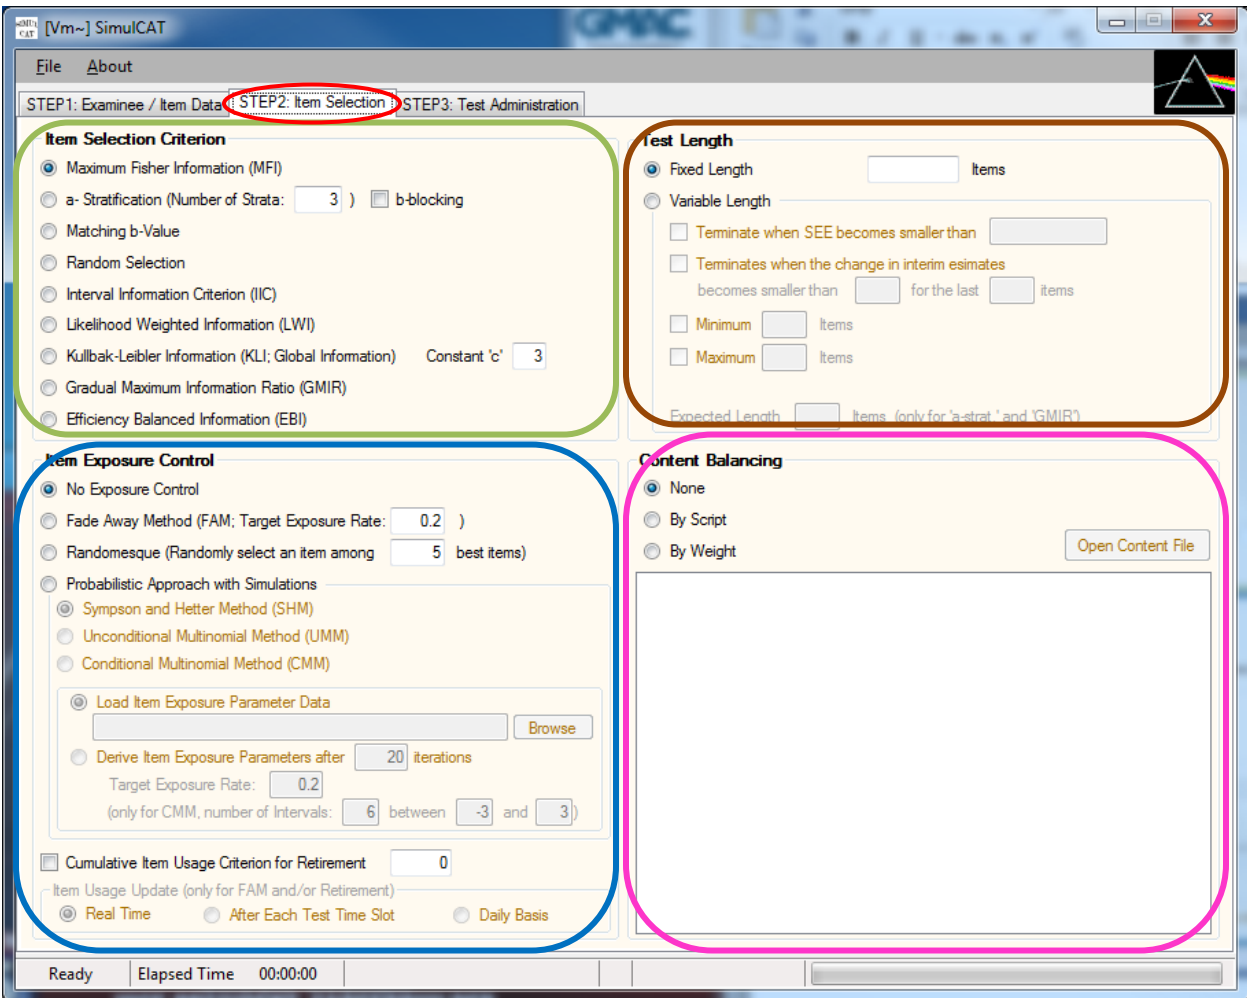 SIMUL CAT [Vm~] SimulCAT
GMAC
File About
STEP1: Examinee / Item Data STEP2: Item Selection STEP3: Test Administration
Item Selection Criterion
Maximum Fisher Information (MFI)
a- Stratification (Number of Strata: 3 ) b-blocking
Matching b-Value
Random Selection
Interval Information Criterion (IIC)
Likelihood Weighted Information (LWI)
Kullbak-Leibler Information (KLI; Global Information) Constant 'c' 3
Gradual Maximum Information Ratio (GMIR)
Efficiency Balanced Information (EBI)
Test Length
Fixed Length Items
Variable Length
Terminate when SEE becomes smaller than
Terminates when the change in interim esimates
becomes smaller than for the last items
Minimum Items
Maximum Items
Expected Length Items (only for 'a-strat.' and 'GMIR')
Item Exposure Control
No Exposure Control
Fade Away Method (FAM; Target Exposure Rate: 0.2 )
Randomesque (Randomly select an item among 5 best items)
Probabilistic Approach with Simulations
Sympson and Hetter Method (SHM)
Unconditional Multinomial Method (UMM)
Conditional Multinomial Method (CMM)
Load Item Exposure Parameter Data
Browse
Derive Item Exposure Parameters after 20 iterations
Target Exposure Rate: 0.2
(only for CMM, number of Intervals: 6 between -3 and 3 )
Cumulative Item Usage Criterion for Retirement 0
Item Usage Update (only for FAM and/or Retirement)
Real Time After Each Test Time Slot Daily Basis
Content Balancing
None
By Script
By Weight Open Content File
Ready Elapsed Time 00:00:00